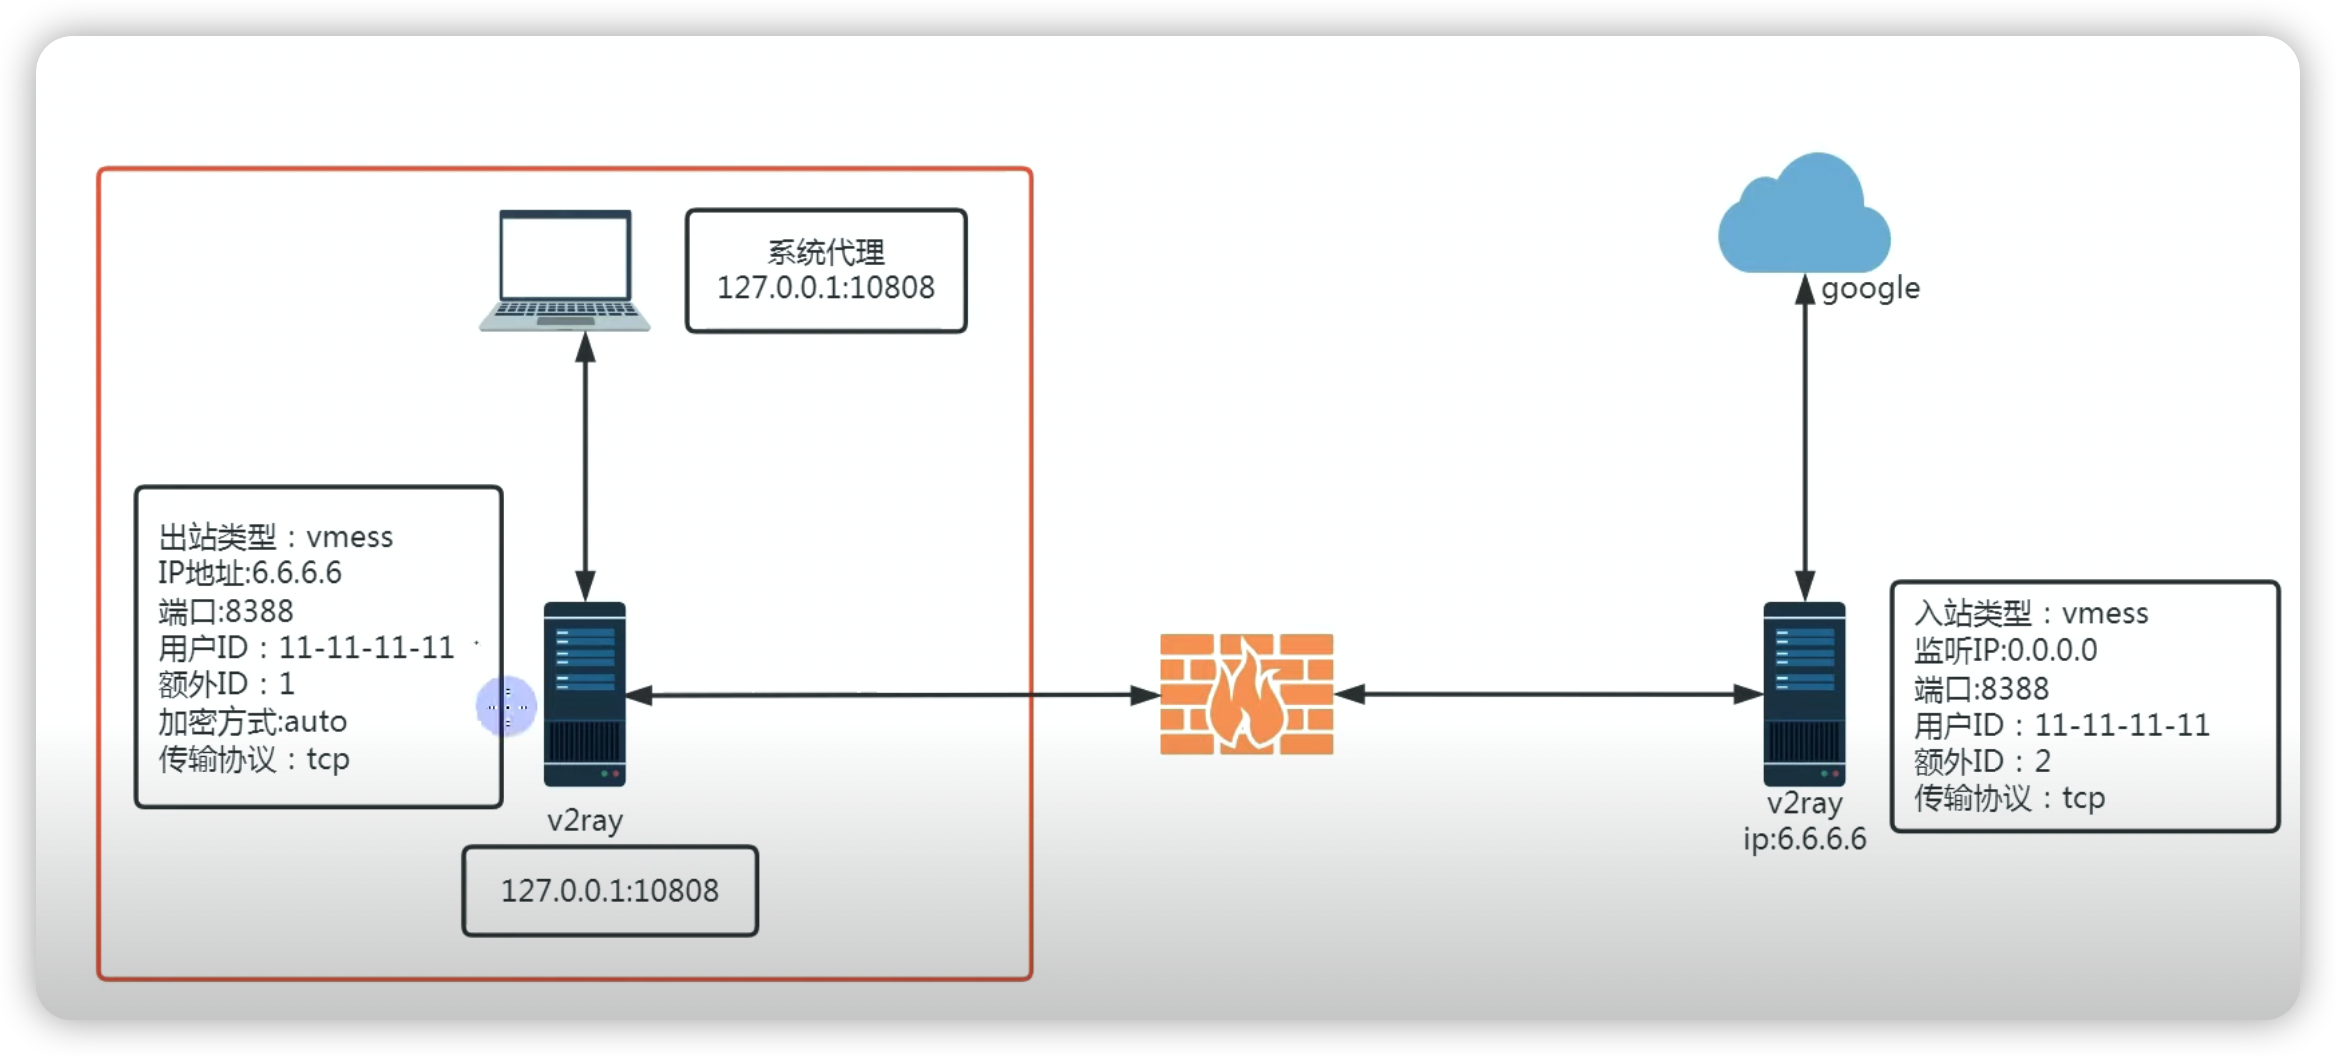 系统代理
127.0.0.1:10808
google
出站类型：vmess
IP地址:6.6.6.6
端口:8388
用户ID：11-11-11-11
额外ID：1
加密方式:auto
传输协议：tcp
v2ray
127.0.0.1:10808
入站类型：vmess
监听IP:0.0.0.0
端口:8388
用户ID：11-11-11-11
额外ID：2
传输协议：tcp
v2ray
ip:6.6.6.6